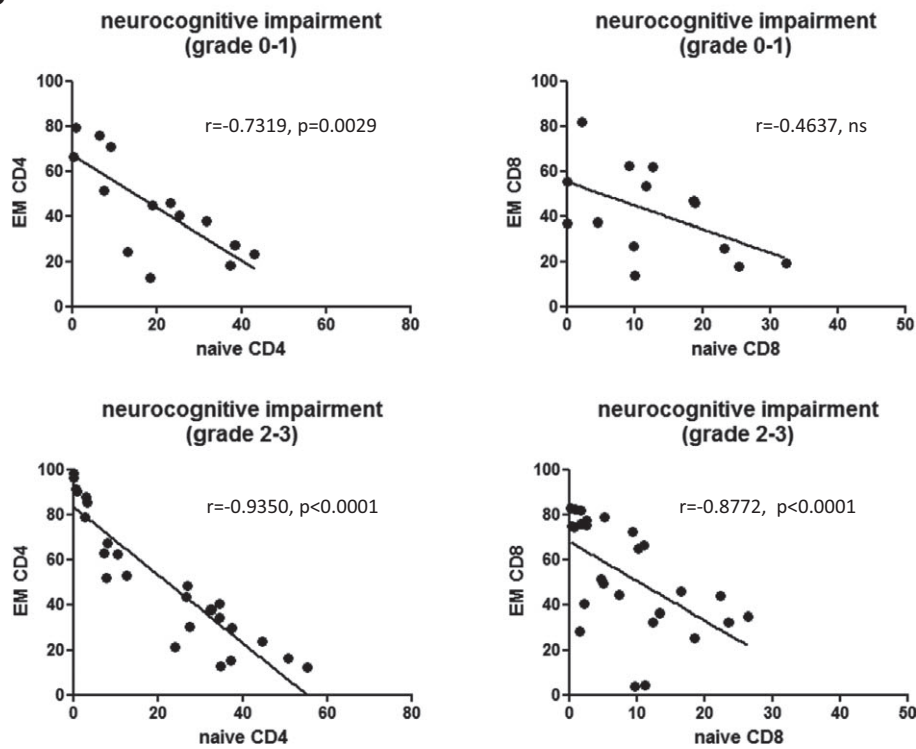 neurocognitive impairment
(grade 0-1)
r=-0.7319, p=0.0029
EM CD4
100
80
60
40
20
0
0 20 40 60 80
naive CD4
neurocognitive impairment
(grade 0-1)
r=-0.4637, ns
EM CD8
100
80
60
40
20
0
0 10 20 30 40 50
naive CD8
neurocognitive impairment
(grade 2-3)
r=-0.9350, p<0.0001
EM CD4
100
80
60
40
20
0
0 20 40 60 80
naive CD4
neurocognitive impairment
(grade 2-3)
r=-0.8772, p<0.0001
EM CD8
100
80
60
40
20
0
0 10 20 30 40 50
naive CD8